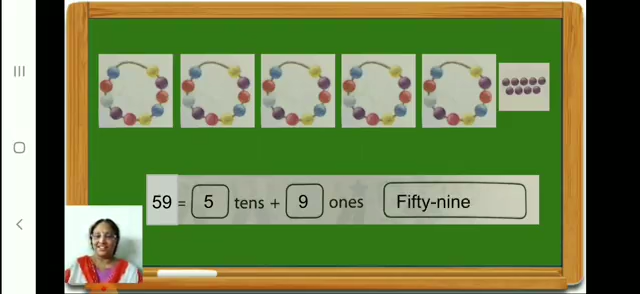 59 = 5 tens + 9 ones Fifty-nine